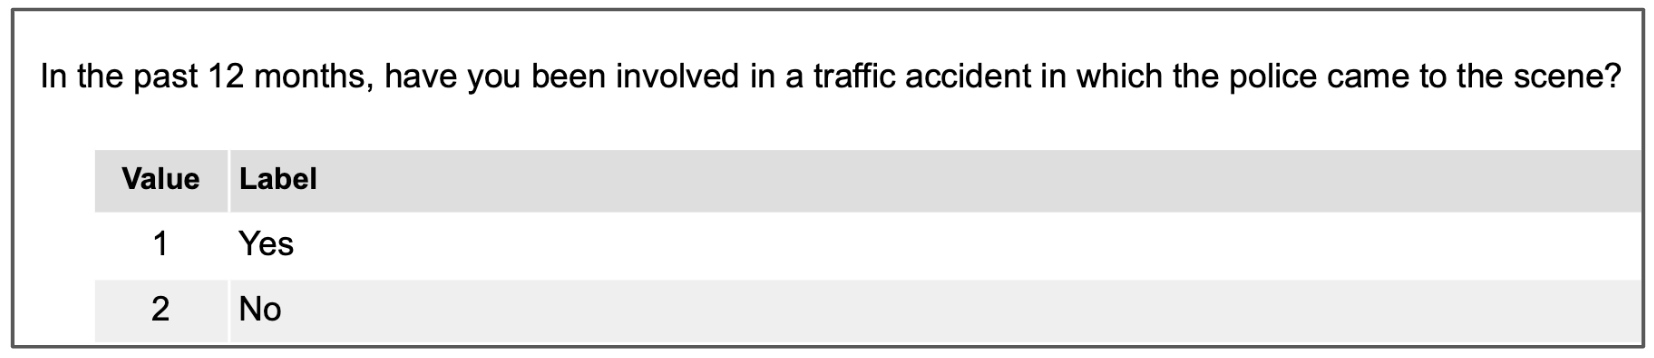 In the past 12 months, have you been involved in a traffic accident in which the police came to the scene?
Value Label
1 Yes
2 No